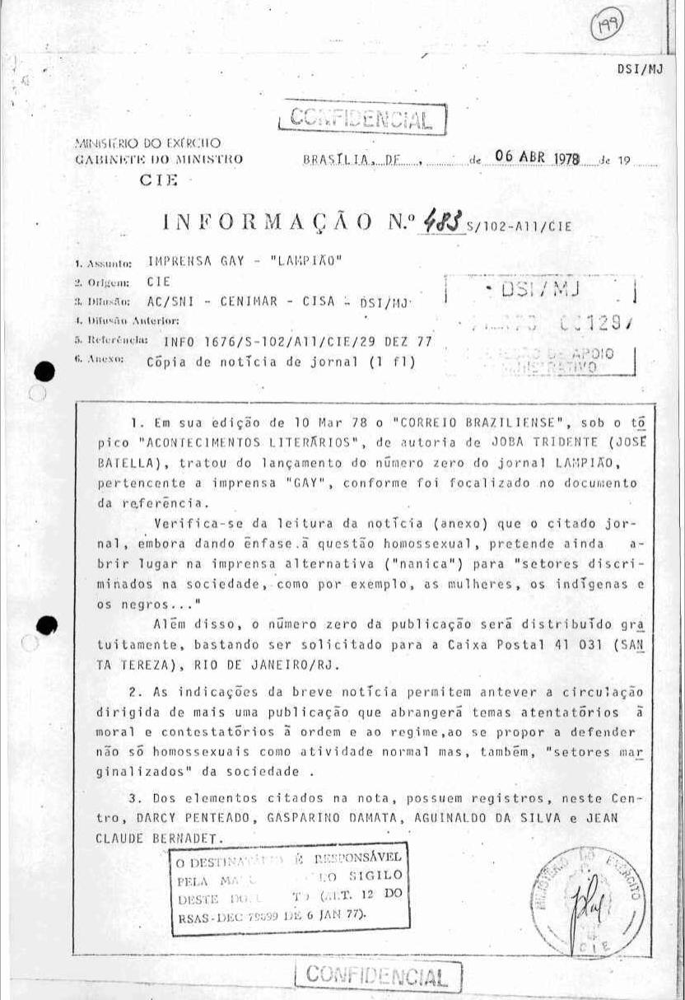 199
DSI/MJ
CONFIDENCIAL
MINISTÉRIO DO EXÉRCITO
GABINETE DO MINISTRO
CIE
BRASÍLIA, DF , de 06 ABR 1978 de 19
INFORMAÇÃO N.º 483 S/102-A11/CIE
1. Assunto: IMPRENSA GAY - "LAMPIÃO"
2. Origem: CIE
3. Difusão: AC/SNI - CENIMAR - CISA - DSI/MJ
4. Difusão Anterior:
5. Referência: INFO 1676/S-102/A11/CIE/29 DEZ 77
6. Anexo: Cópia de notícia de jornal (1 fl)
DSI/MJ
DE APOIO
1. Em sua edição de 10 Mar 78 o "CORREIO BRAZILIENSE", sob o tó
pico "ACONTECIMENTOS LITERÁRIOS", de autoria de JOBA TRIDENTE (JOSÉ
BATELLA), tratou do lançamento do número zero do jornal LAMPIÃO,
pertencente a imprensa "GAY", conforme foi focalizado no documento
da referência.
Verifica-se da leitura da notícia (anexo) que o citado jor-
nal, embora dando ênfase à questão homossexual, pretende ainda a-
brir lugar na imprensa alternativa ("nanica") para "setores discri-
minados na sociedade, como por exemplo, as mulheres, os indígenas e
os negros..."
Além disso, o número zero da publicação será distribuído gra
tuitamente, bastando ser solicitado para a Caixa Postal 41 031 (SAN
TA TEREZA), RIO DE JANEIRO/RJ.
2. As indicações da breve notícia permitem antever a circulação
dirigida de mais uma publicação que abrangerá temas atentatórios à
moral e contestatórios à ordem e ao regime,ao se propor a defender
não só homossexuais como atividade normal mas, também, "setores mar
ginalizados" da sociedade .
3. Dos elementos citados na nota, possuem registros, neste Cen-
tro, DARCY PENTEADO, GASPARINO DAMATA, AGUINALDO DA SILVA e JEAN
CLAUDE BERNADET.
O DESTINATÁRIO É RESPONSÁVEL
PELA SIGILO
DESTE (ART. 12 DO
RSAS-DEC 79099 DE 6 JAN 77).
MINISTÉRIO DO EXÉRCITO
CIE
CONFIDENCIAL